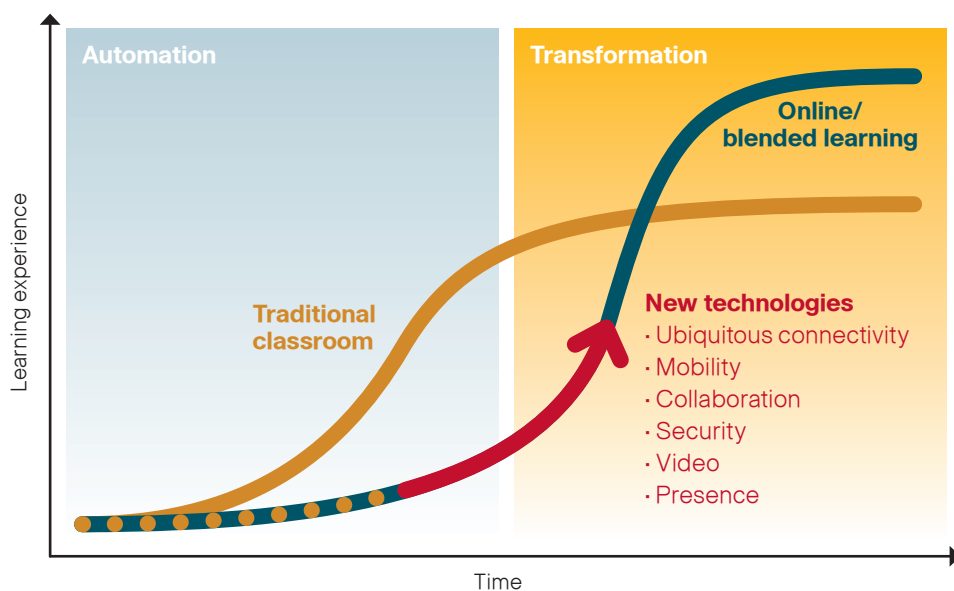 Automation
Transformation
Online/
blended learning
Learning experience
Traditional
classroom
New technologies
· Ubiquitous connectivity
· Mobility
· Collaboration
· Security
· Video
· Presence
Time